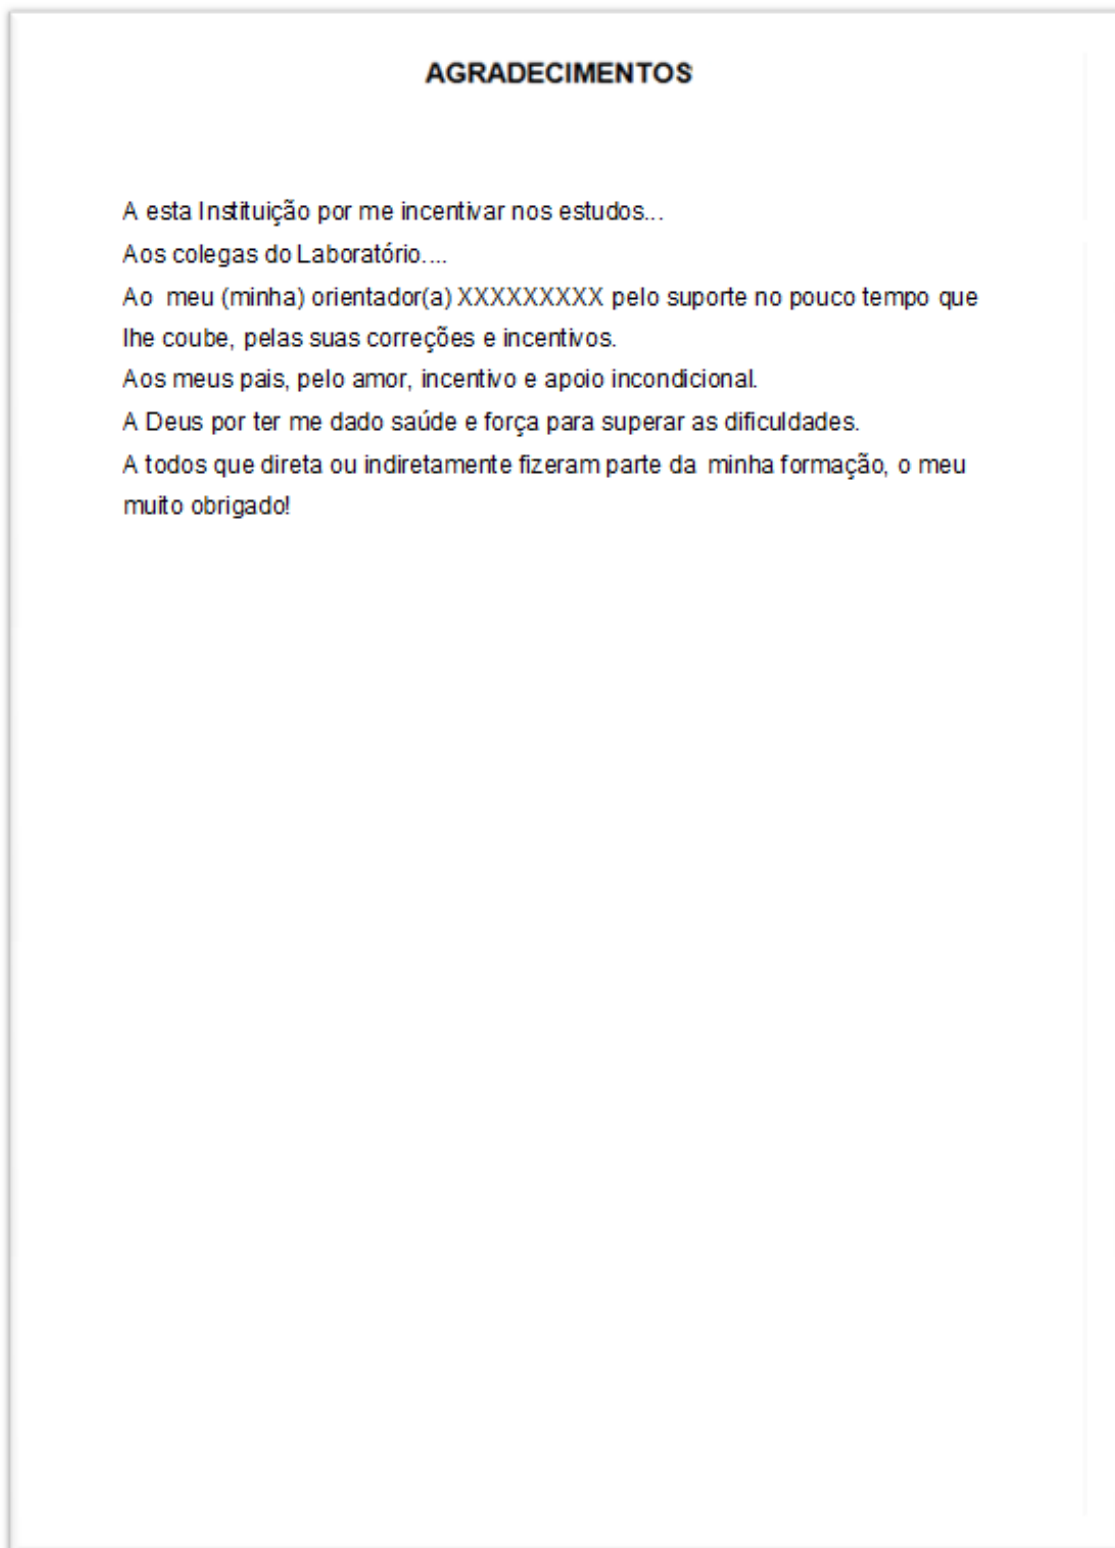 AGRADECIMENTOS
A esta Instituição por me incentivar nos estudos...
Aos colegas do Laboratório....
Ao meu (minha) orientador(a) XXXXXXXXX pelo suporte no pouco tempo que
lhe coube, pelas suas correções e incentivos.
Aos meus pais, pelo amor, incentivo e apoio incondicional.
A Deus por ter me dado saúde e força para superar as dificuldades.
A todos que direta ou indiretamente fizeram parte da minha formação, o meu
muito obrigado!